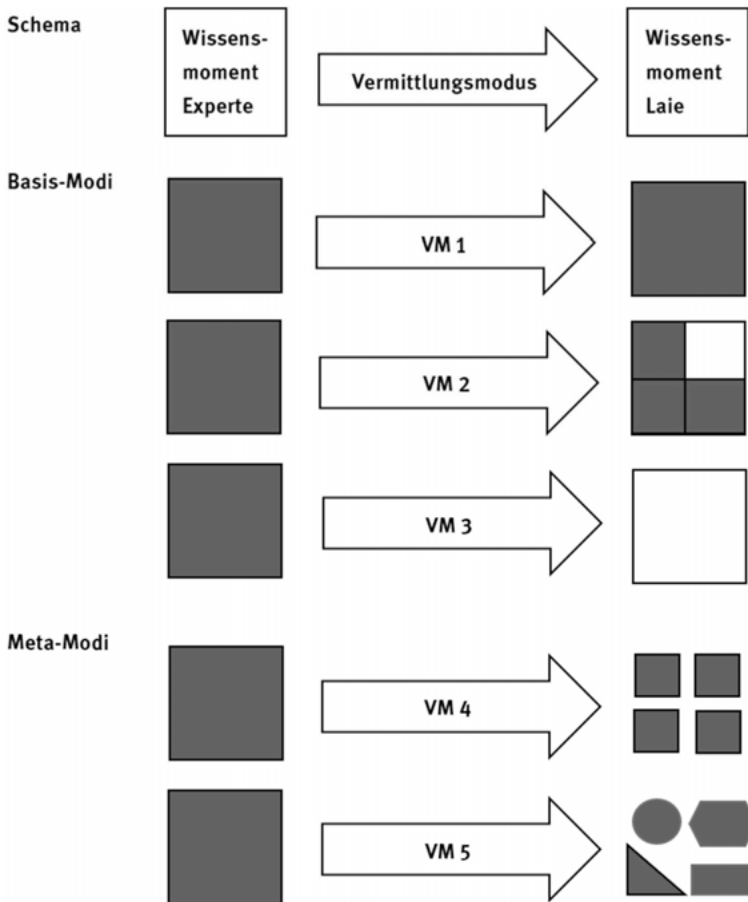 Schema
Wissens-
moment
Experte
Vermittlungsmodus
Wissens-
moment
Laie
Basis-Modi
VM 1
VM 2
VM 3
Meta-Modi
VM 4
VM 5